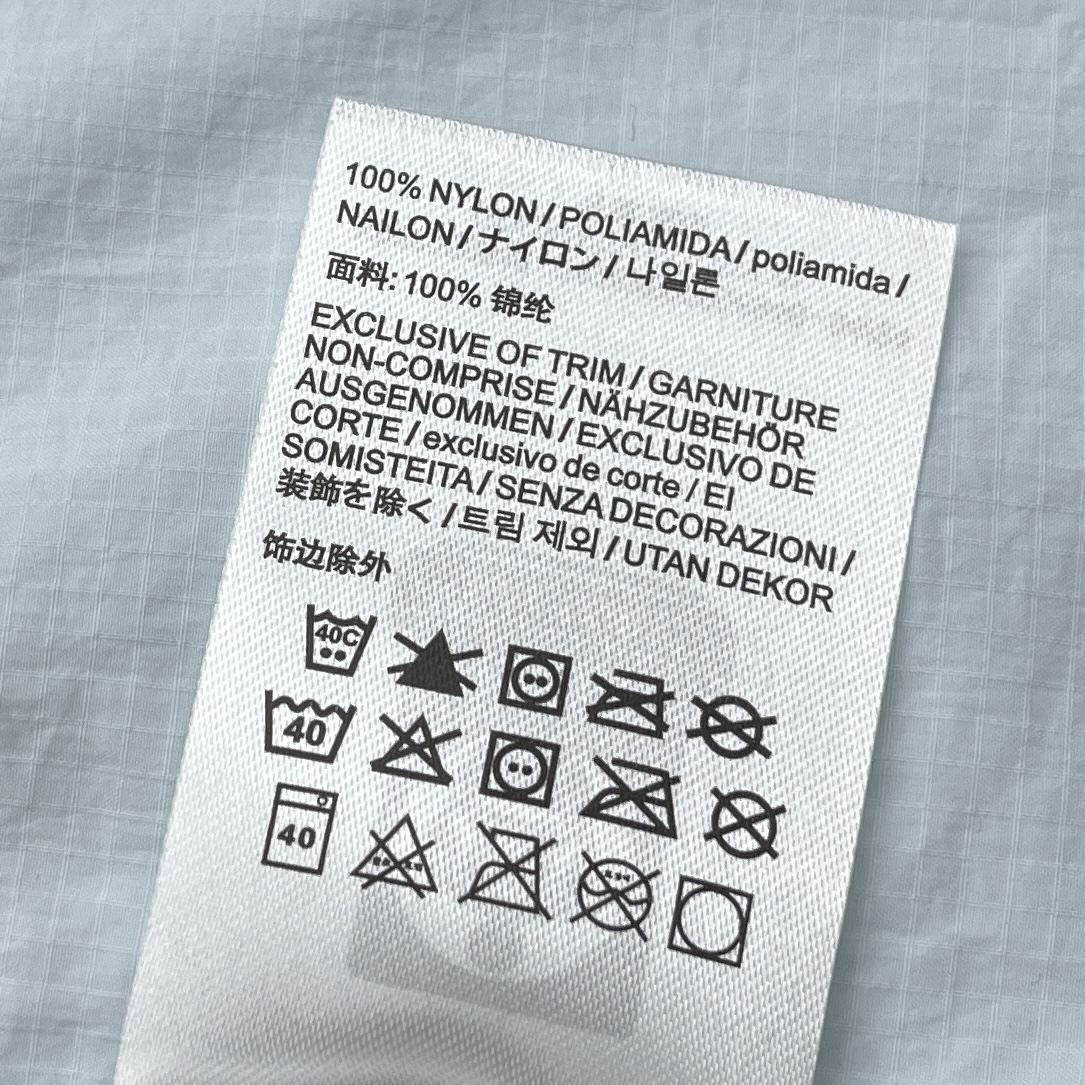 100% NYLON / POLIAMIDA / poliamida /
NAILON / ナイロン / 나일론
面料: 100% 锦纶
EXCLUSIVE OF TRIM / GARNITURE
NON-COMPRISE / NÄHZUBEHÖR
AUSGENOMMEN / EXCLUSIVO DE
CORTE / exclusivo de corte / EI
SOMISTEITA / SENZA DECORAZIONI /
装飾を除く / 트림 제외 / UTAN DEKOR
饰边除外
40C
40
40